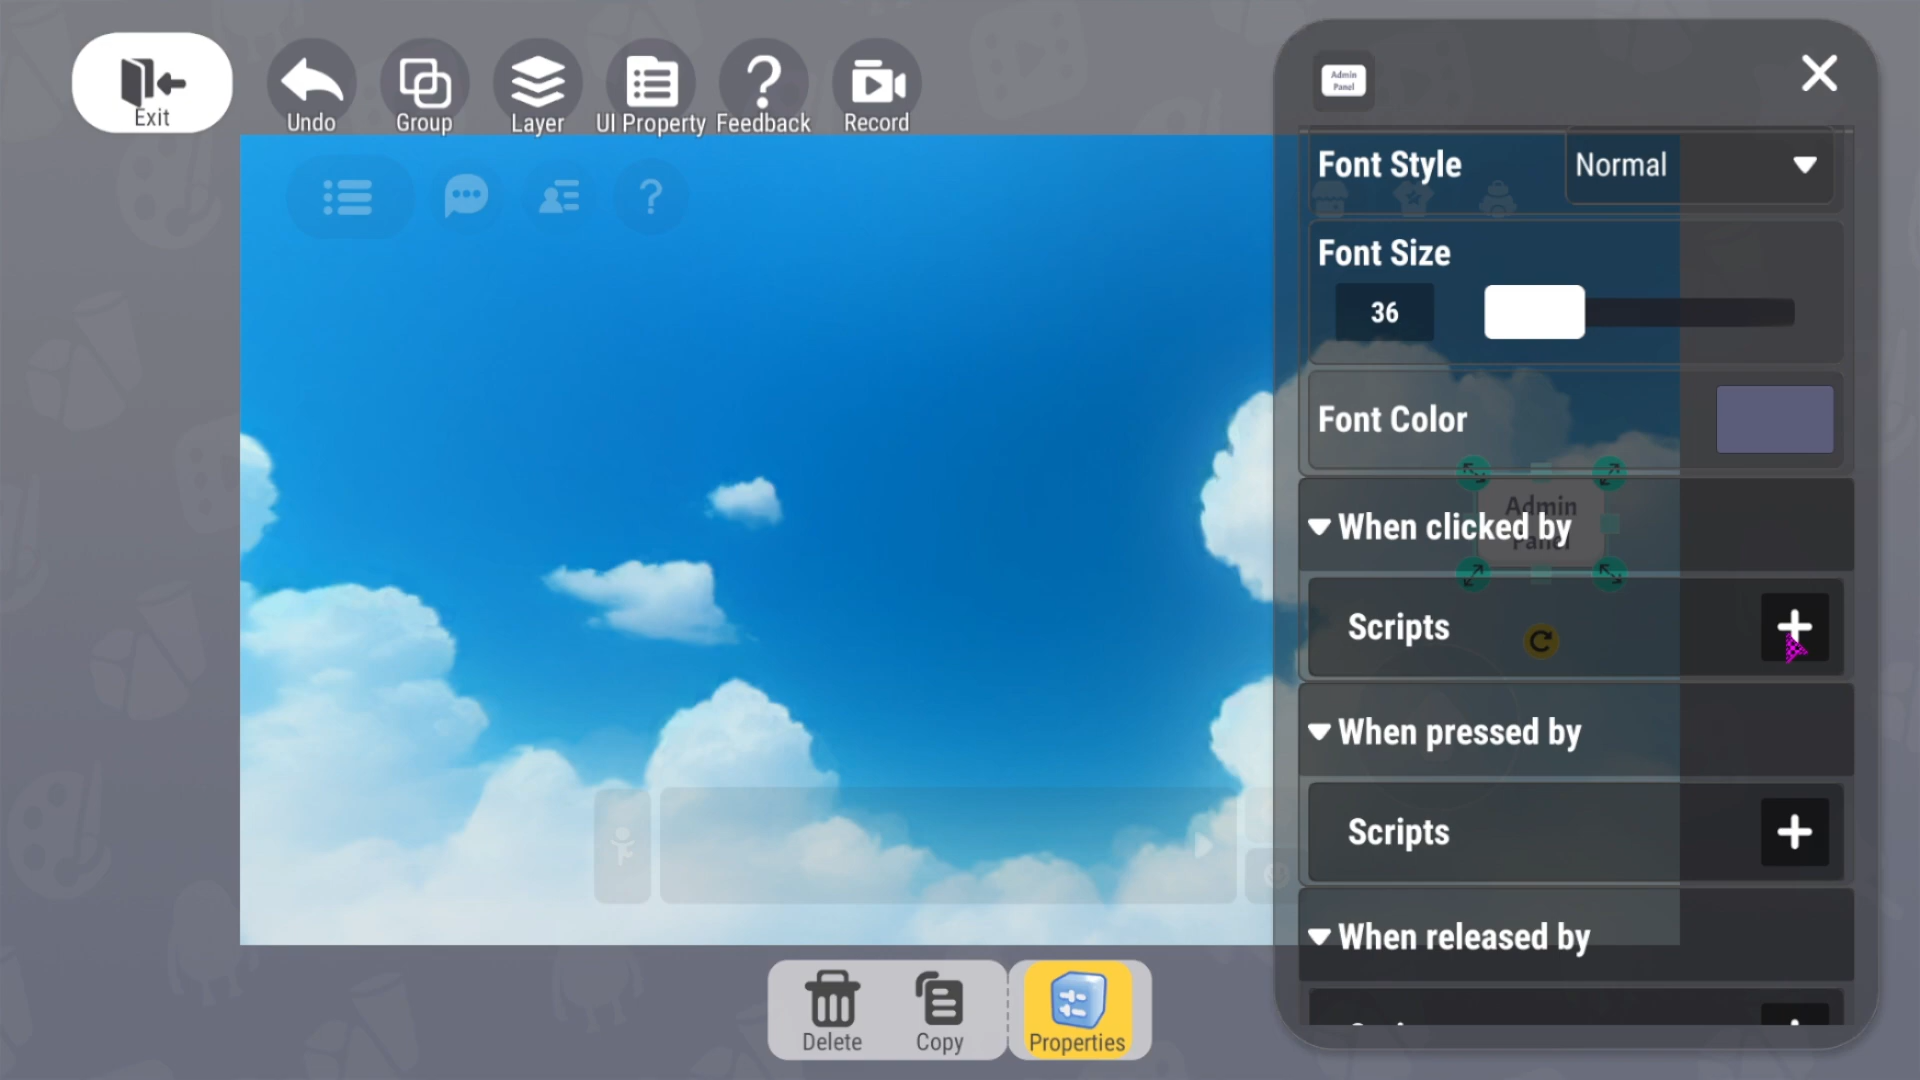 Exit
Undo
Group
Layer
UI Property
Feedback
Record
Admin
Panel
Font Style
Normal
Font Size
36
Font Color
Admin
Panel
When clicked by
Scripts
When pressed by
Scripts
When released by
Delete
Copy
Properties